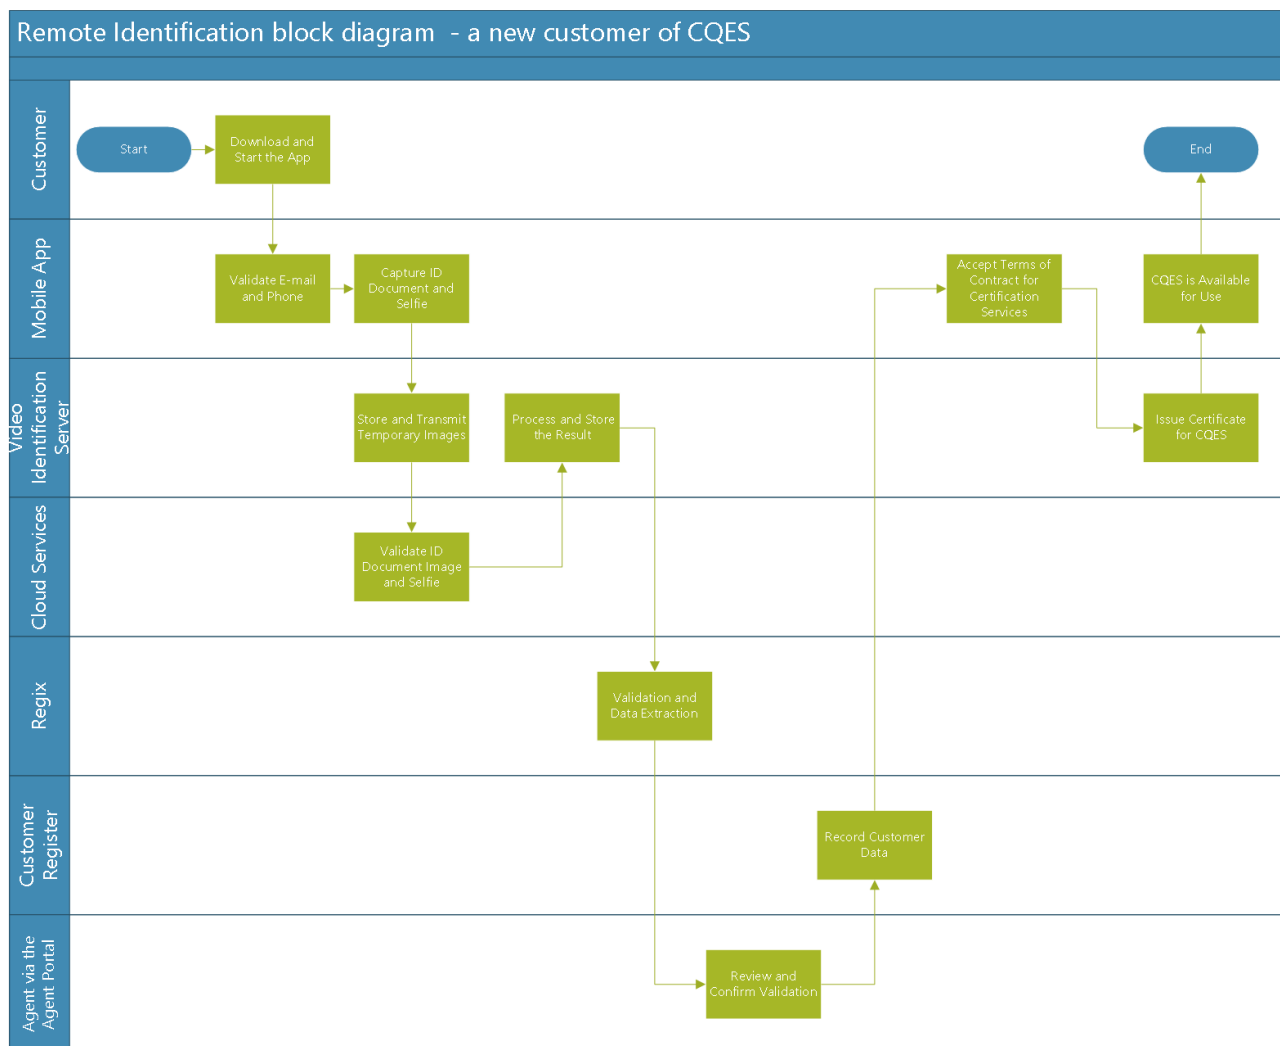 Remote Identification block diagram  - a new customer of CQES
Customer
Start
Download and
Start the App
End
Mobile App
Validate E-mail
and Phone
Capture ID
Document and
Selfie
Accept Terms of
Contract for
Certification
Services
CQES is Available
for Use
Video
Identification
Server
Store and Transmit
Temporary Images
Process and Store
the Result
Issue Certificate
for CQES
Cloud Services
Validate ID
Document Image
and Selfie
Regix
Validation and
Data Extraction
Customer
Register
Record Customer
Data
Agent via the
Agent Portal
Review and
Confirm Validation